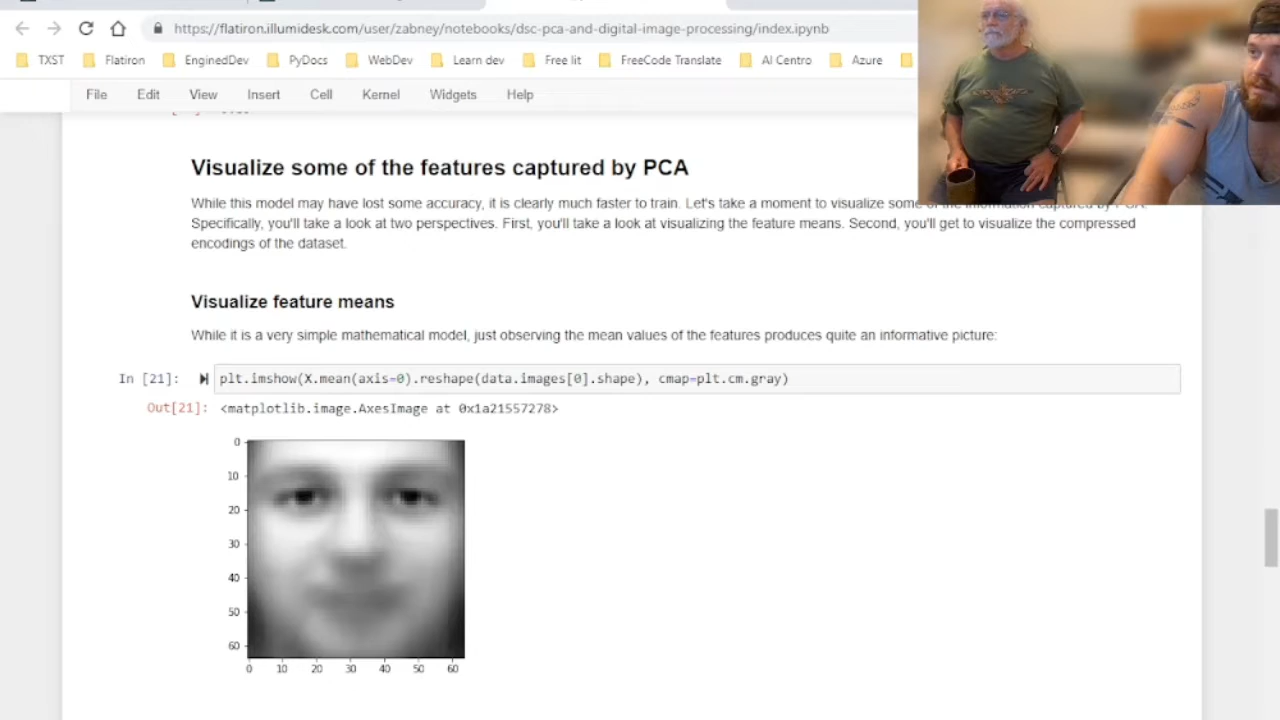 https://flatiron.illumidesk.com/user/zabney/notebooks/dsc-pca-and-digital-image-processing/index.ipynb
TXST Flatiron EnginedDev PyDocs WebDev Learn dev Free lit FreeCode Translate AI Centro Azure
File Edit View Insert Cell Kernel Widgets Help
Visualize some of the features captured by PCA
While this model may have lost some accuracy, it is clearly much faster to train. Let's take a moment to visualize some of the information captured by PCA.
Specifically, you'll take a look at two perspectives. First, you'll take a look at visualizing the feature means. Second, you'll get to visualize the compressed
encodings of the dataset.
Visualize feature means
While it is a very simple mathematical model, just observing the mean values of the features produces quite an informative picture:
In [21]: plt.imshow(X.mean(axis=0).reshape(data.images[0].shape), cmap=plt.cm.gray)
Out[21]: <matplotlib.image.AxesImage at 0x1a21557278>
0
10
20
30
40
50
60
0 10 20 30 40 50 60